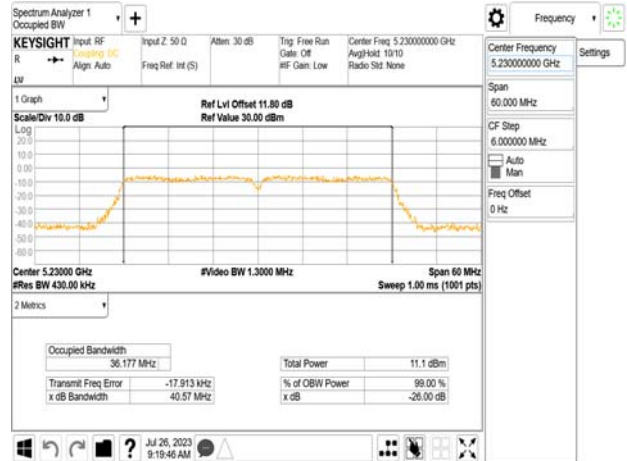 Spectrum Analyzer 1
Occupied BW
Frequency
KEYSIGHT Input: RF
R
Coupling: DC
Align: Auto
LXI
Input Z: 50 Ω
Freq Ref: Int (S)
Atten: 30 dB
Trig: Free Run
Gate: Off
#IF Gain: Low
Center Freq: 5.230000000 GHz
Avg|Hold: 10/10
Radio Std: None
Center Frequency
5.230000000 GHz
Settings
Span
60.000 MHz
CF Step
6.000000 MHz
Auto
Man
Freq Offset
0 Hz
1 Graph
Scale/Div 10.0 dB
Ref Lvl Offset 11.80 dB
Ref Value 30.00 dBm
Log
20.0
10.0
0.00
-10.0
-20.0
-30.0
-40.0
-50.0
-60.0
Center 5.23000 GHz
#Res BW 430.00 kHz
#Video BW 1.3000 MHz
Span 60 MHz
Sweep 1.00 ms (1001 pts)
2 Metrics
Occupied Bandwidth
36.177 MHz
Transmit Freq Error -17.913 kHz
x dB Bandwidth 40.57 MHz
Total Power 11.1 dBm
% of OBW Power 99.00 %
x dB -26.00 dB
Jul 26, 2023
9:19:46 AM